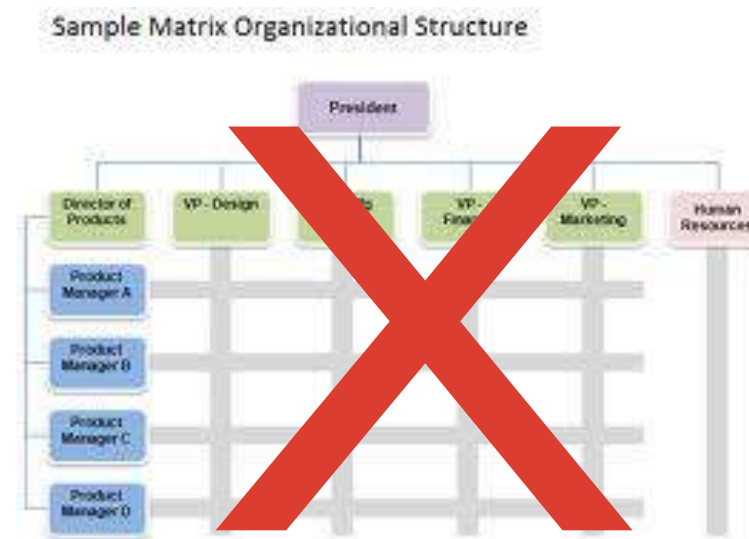 Sample Matrix Organizational Structure
President
Director of
Products
VP - Design
VP -
VP -
Marketing
Human
Resources
Product
Manager A
Product
Manager B
Product
Manager C
Product
Manager D